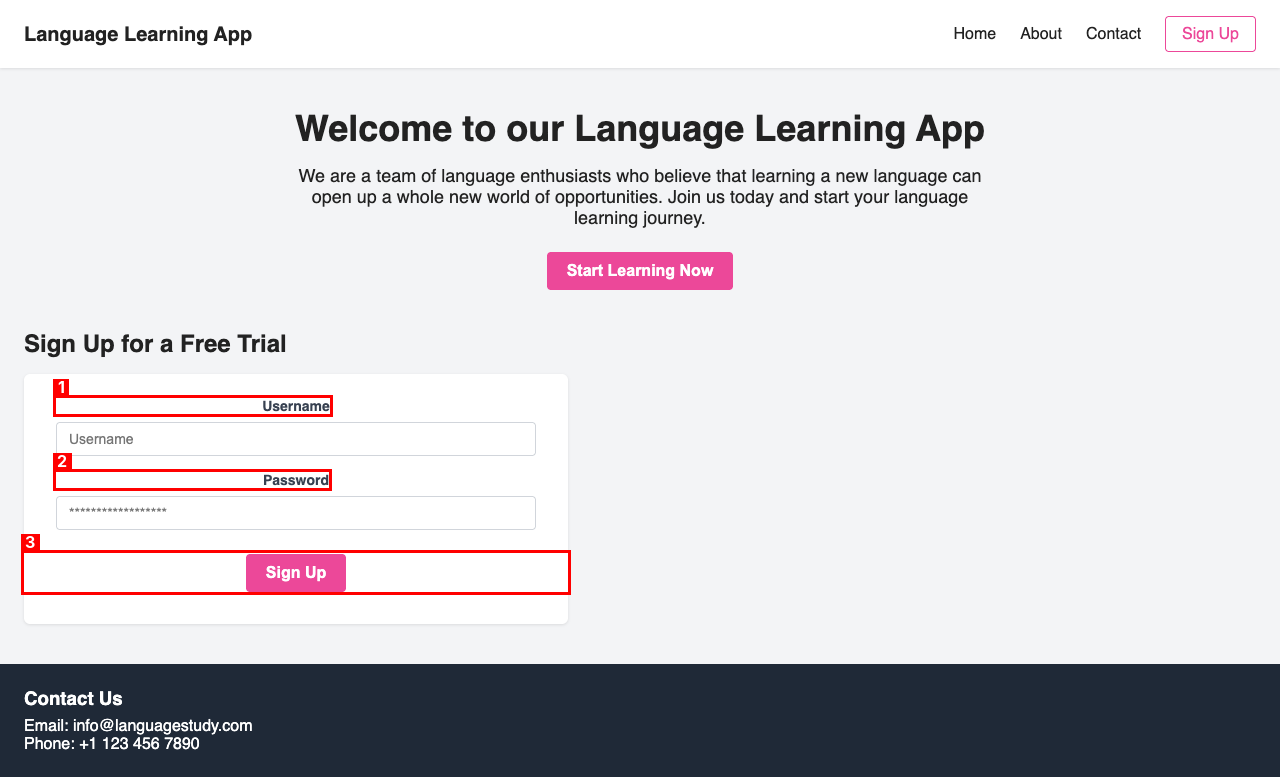 Language Learning App
Home About Contact Sign Up
Welcome to our Language Learning App
We are a team of language enthusiasts who believe that learning a new language can
open up a whole new world of opportunities. Join us today and start your language
learning journey.
Start Learning Now
Sign Up for a Free Trial
1
Username
Username
2
Password
******************
3
Sign Up
Contact Us
Email: info@languagestudy.com
Phone: +1 123 456 7890